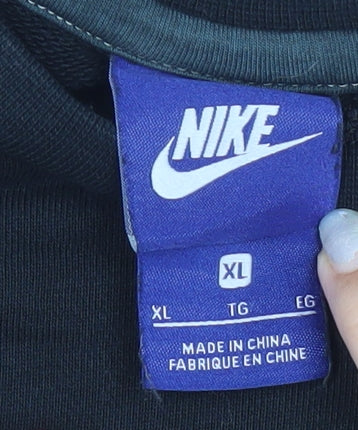 NIKE
XL
XL TG EG
MADE IN CHINA
FABRIQUE EN CHINE